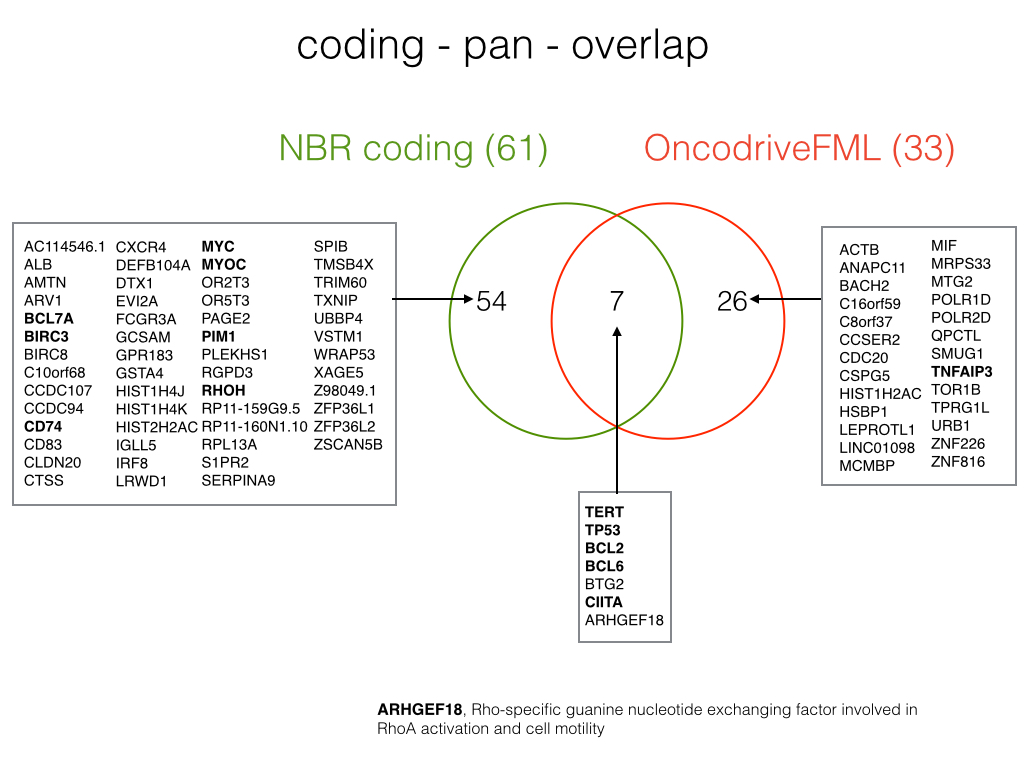 coding - pan - overlap
NBR coding (61)
OncodriveFML (33)
AC114546.1
ALB
AMTN
ARV1
BCL7A
BIRC3
BIRC8
C10orf68
CCDC107
CCDC94
CD74
CD83
CLDN20
CTSS
CXCR4
DEFB104A
DTX1
EVI2A
FCGR3A
GCSAM
GPR183
GSTA4
HIST1H4J
HIST1H4K
HIST2H2AC
IGLL5
IRF8
LRWD1
MYC
MYOC
OR2T3
OR5T3
PAGE2
PIM1
PLEKHS1
RGPD3
RHOH
RP11-159G9.5
RP11-160N1.10
RPL13A
S1PR2
SERPINA9
SPIB
TMSB4X
TRIM60
TXNIP
UBBP4
VSTM1
WRAP53
XAGE5
Z98049.1
ZFP36L1
ZFP36L2
ZSCAN5B
54
7
26
ACTB
ANAPC11
BACH2
C16orf59
C8orf37
CCSER2
CDC20
CSPG5
HIST1H2AC
HSBP1
LEPROTL1
LINC01098
MCMBP
MIF
MRPS33
MTG2
POLR1D
POLR2D
QPCTL
SMUG1
TNFAIP3
TOR1B
TPRG1L
URB1
ZNF226
ZNF816
TERT
TP53
BCL2
BCL6
BTG2
CIITA
ARHGEF18
ARHGEF18, Rho-specific guanine nucleotide exchanging factor involved in
RhoA activation and cell motility